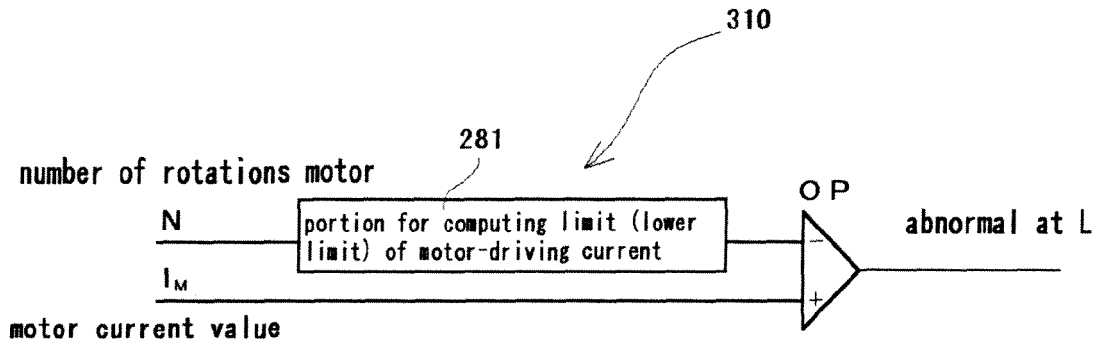 310
281
number of rotations motor
N
portion for computing limit (lower
limit) of motor-driving current
OP
−
abnormal at L
IM
+
motor current value